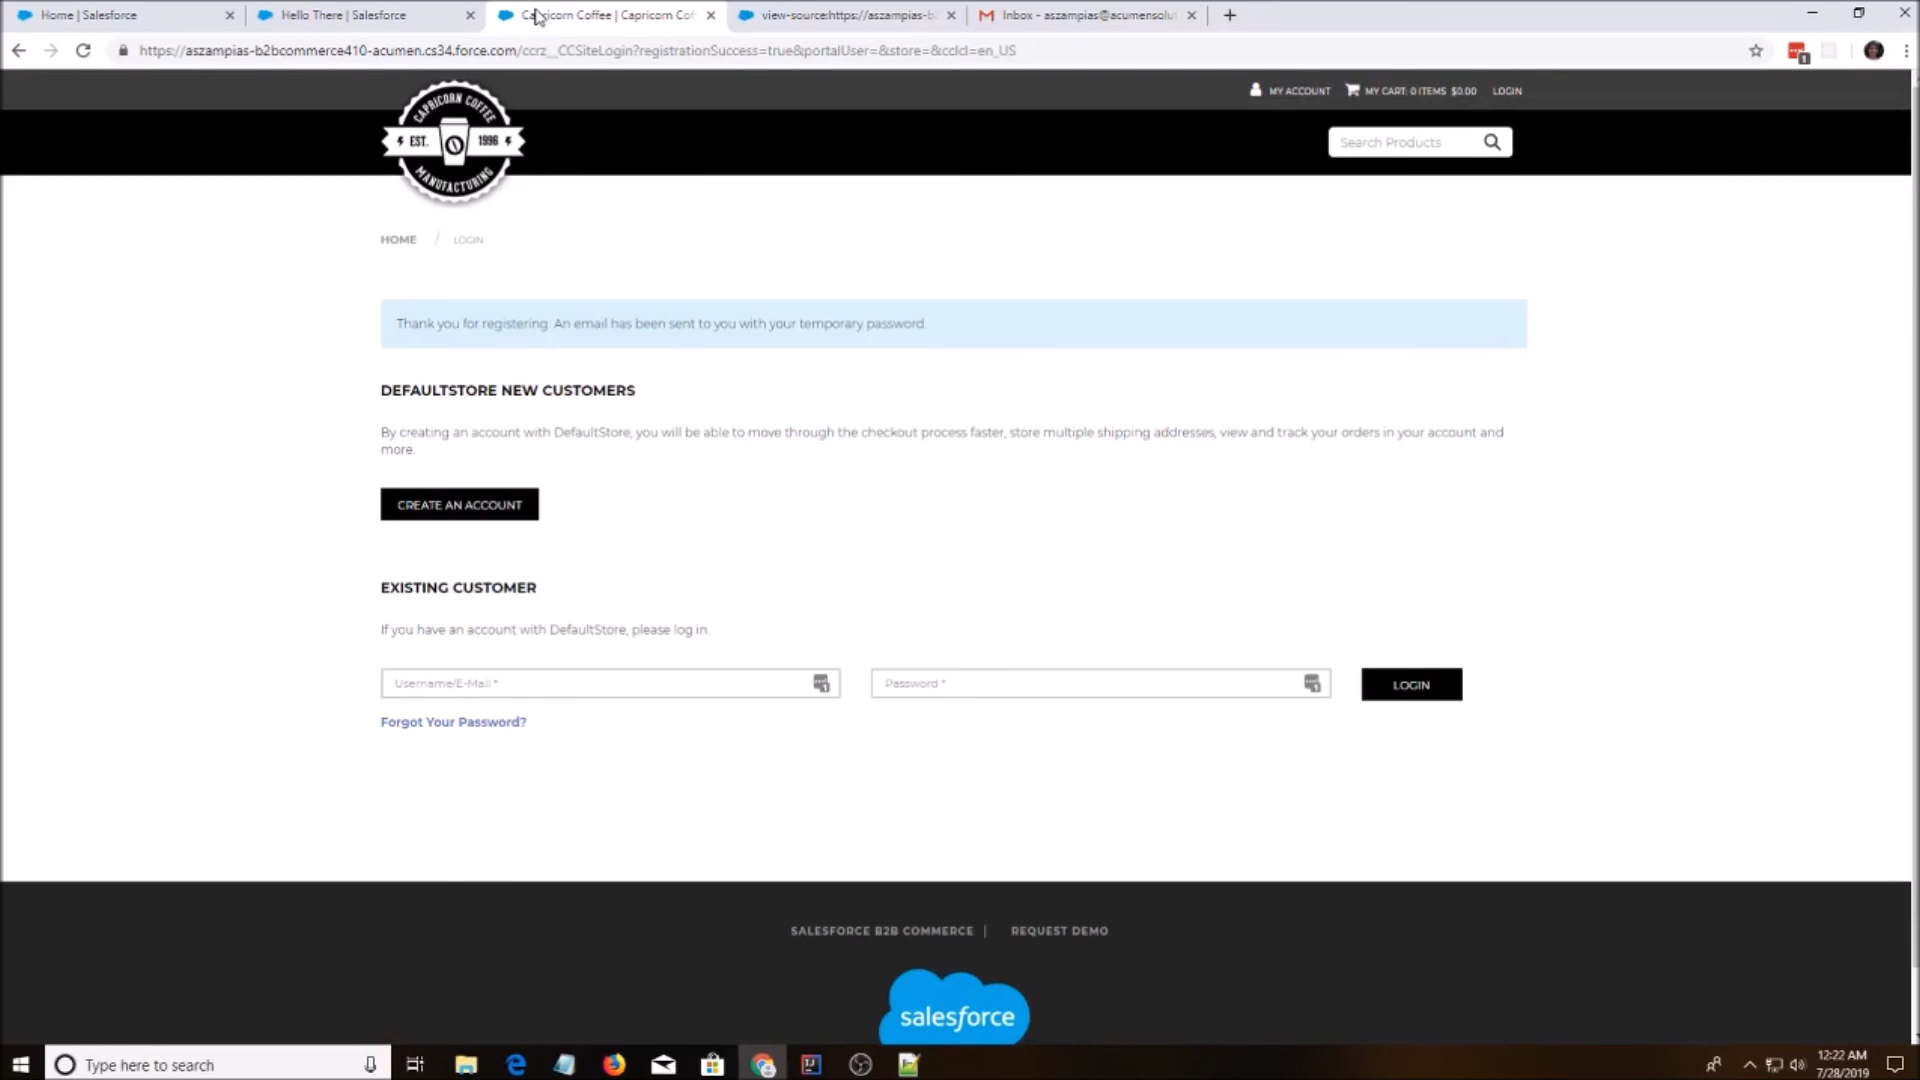 Home | Salesforce
Hello There | Salesforce
Capricorn Coffee | Capricorn Cof
view-source:https://aszampias-b
Inbox - aszampias@acumensolut
https://aszampias-b2bcommerce410-acumen.cs34.force.com/ccrz__CCSiteLogin?registrationSuccess=true&portalUser=&store=&cclcl=en_US
MY ACCOUNT MY CART: 0 ITEMS $0.00 LOGIN
CAPRICORN COFFEE
EST. 1996
MANUFACTURING
Search Products
HOME / LOGIN
Thank you for registering. An email has been sent to you with your temporary password.
DEFAULTSTORE NEW CUSTOMERS
By creating an account with DefaultStore, you will be able to move through the checkout process faster, store multiple shipping addresses, view and track your orders in your account and
more.
CREATE AN ACCOUNT
EXISTING CUSTOMER
If you have an account with DefaultStore, please log in.
Username/E-Mail *
Password *
LOGIN
Forgot Your Password?
SALESFORCE B2B COMMERCE |
REQUEST DEMO
salesforce
Type here to search
12:22 AM
7/28/2019